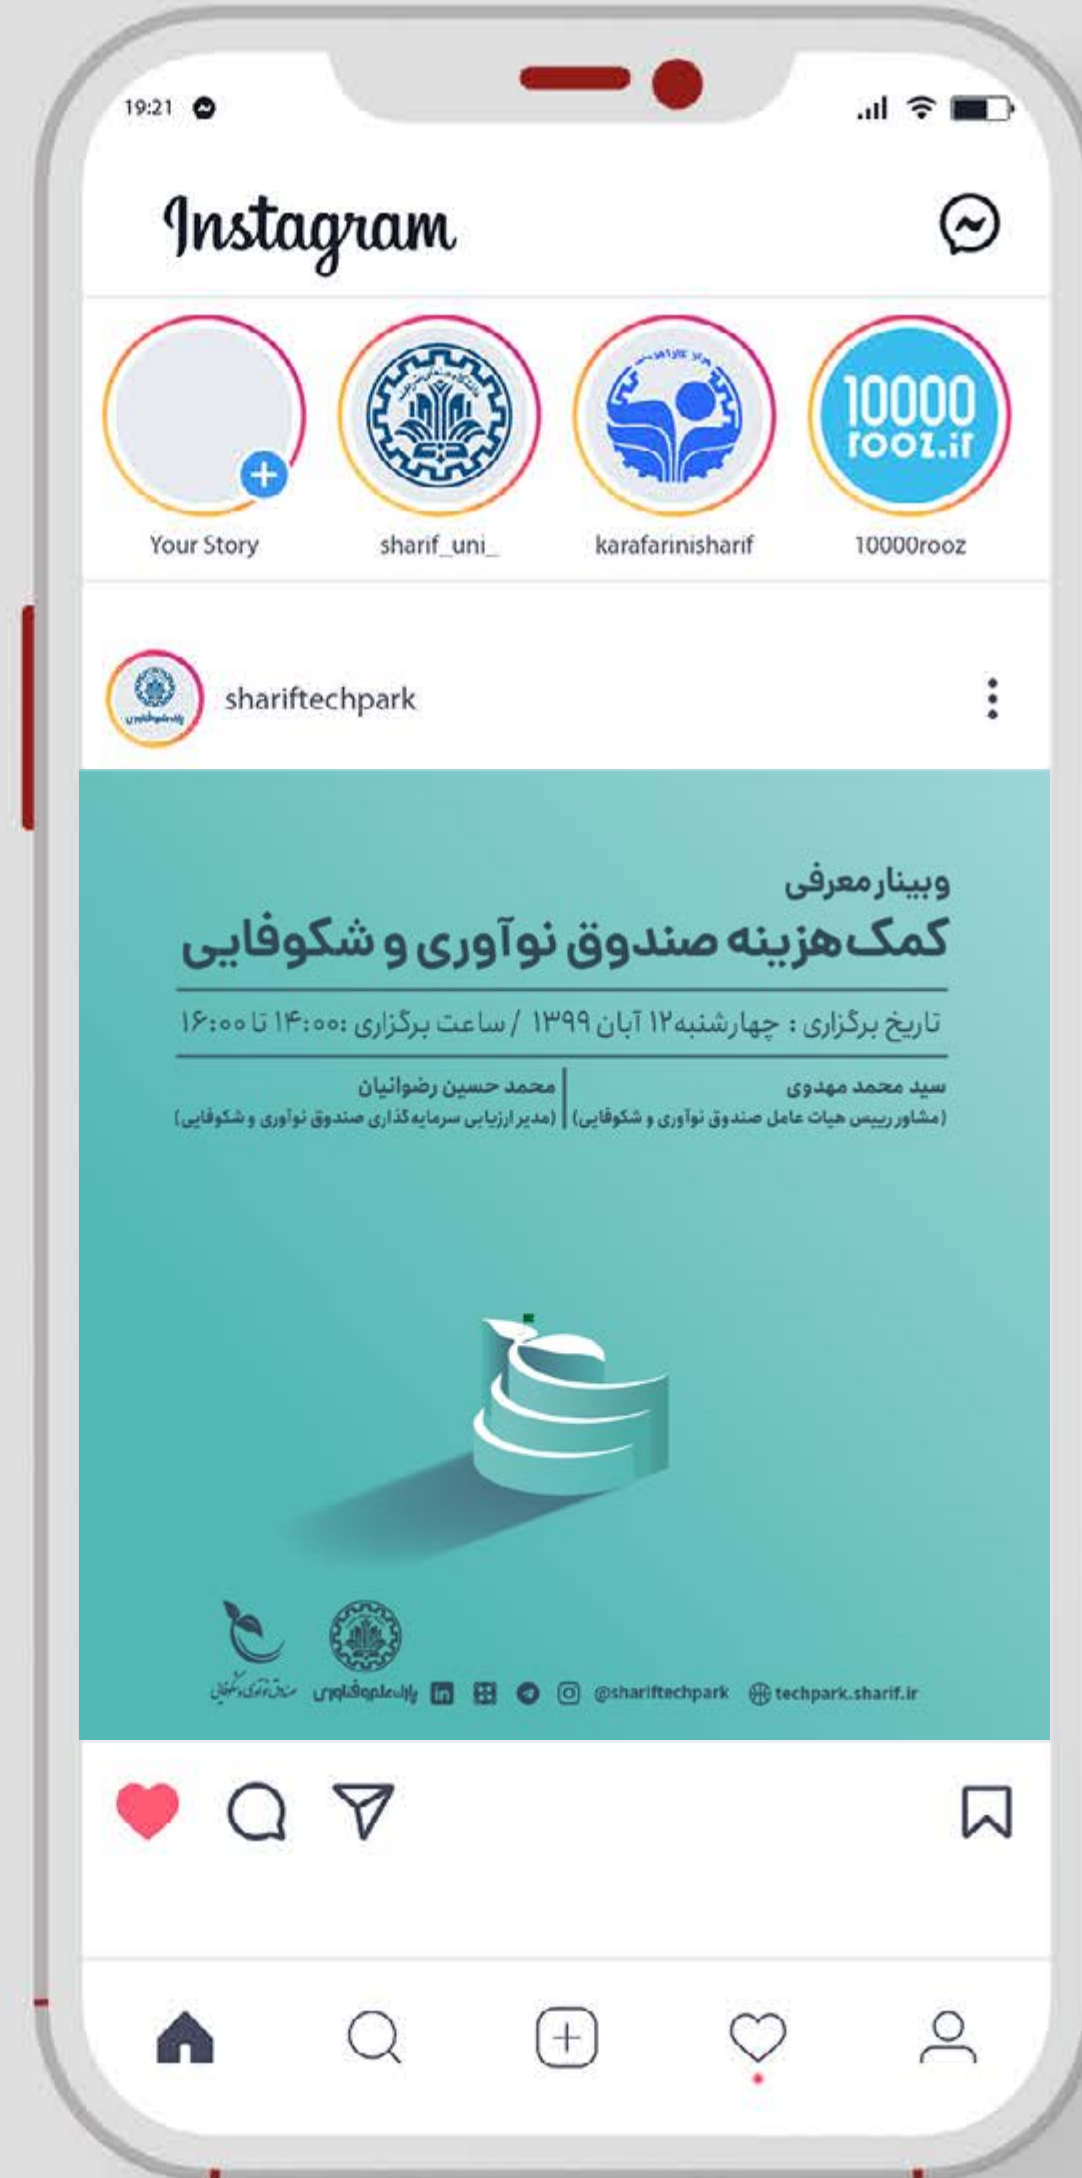 19:21
Instagram
10000
rooz.ir
Your Story
sharif_uni_
karafarinisharif
10000rooz
shariftechpark
وبینار معرفی
کمک‌هزینه صندوق نوآوری و شکوفایی
تاریخ برگزاری : چهارشنبه ۱۲ آبان ۱۳۹۹ / ساعت برگزاری :۱۴:۰۰ تا ۱۶:۰۰
سید محمد مهدوی
(مشاور رییس هیات عامل صندوق نوآوری و شکوفایی)
محمد حسین رضوانیان
(مدیر ارزیابی سرمایه‌گذاری صندوق نوآوری و شکوفایی)
صندوق نوآوری و شکوفایی
پارک علم و فناوری
@shariftechpark
techpark.sharif.ir